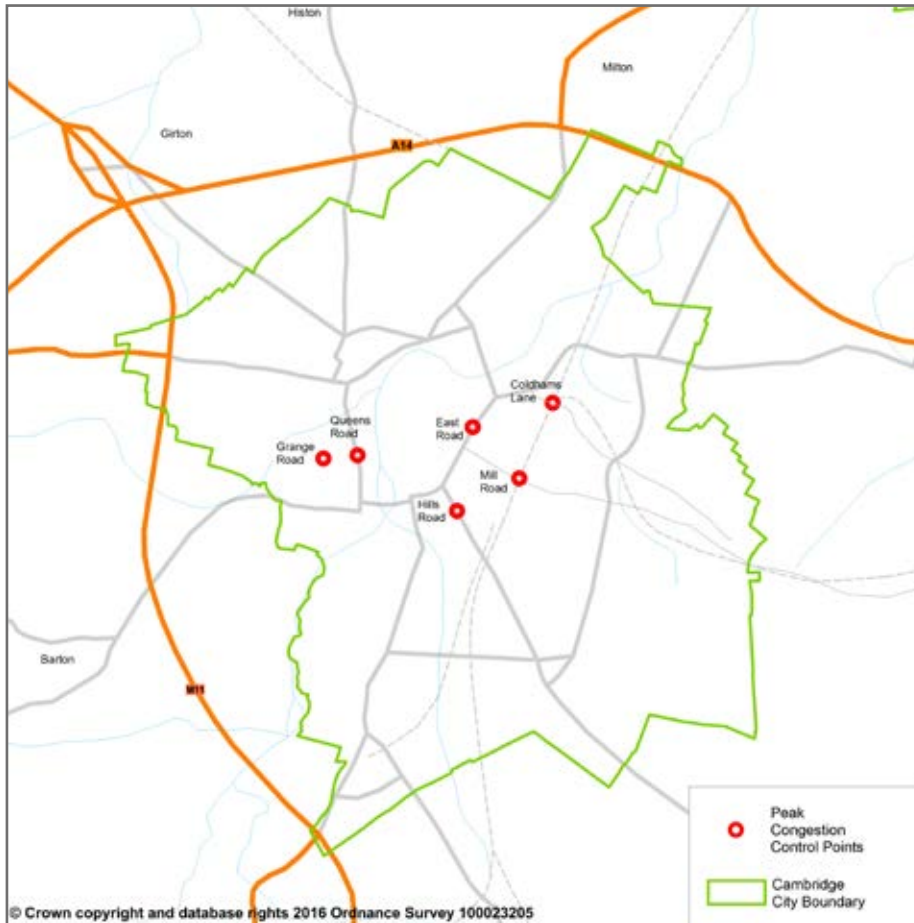 Histon
Milton
Girton
A14
Coldhams
Lane
Queens
Road
East
Road
Grange
Road
Mill
Road
Hills
Road
Barton
M11
Peak
Congestion
Control Points
Cambridge
City Boundary
© Crown copyright and database rights 2016 Ordnance Survey 100023205